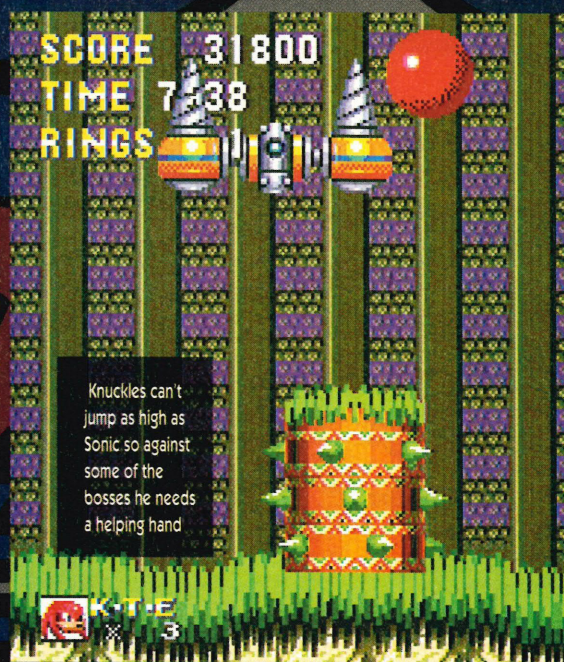 SCORE 31800
TIME 7:38
RINGS 1
Knuckles can't
jump as high as
Sonic so against
some of the
bosses he needs
a helping hand
K·T·E
× 3